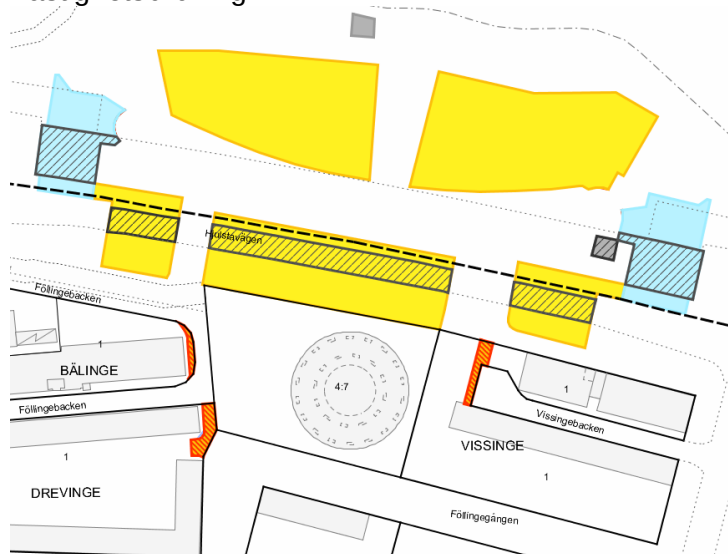 Hjulstavägen
Föllingebacken
1
BÄLINGE
4:7
1
Föllingebacken
Vissingebacken
VISSINGE
1
1
DREVINGE
Föllingegången